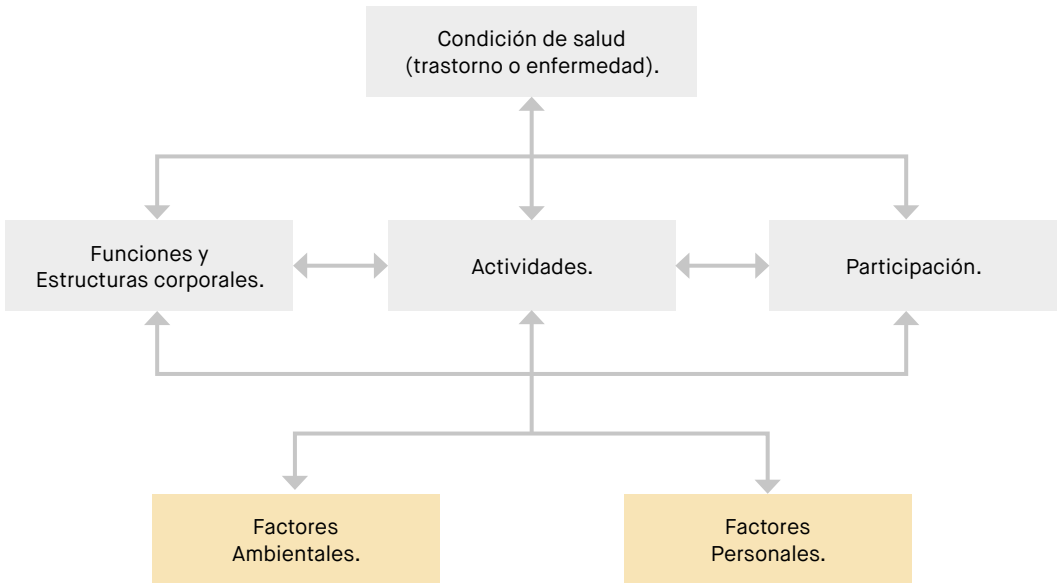 Condición de salud
(trastorno o enfermedad).
Funciones y
Estructuras corporales.
Actividades.
Participación.
Factores
Ambientales.
Factores
Personales.